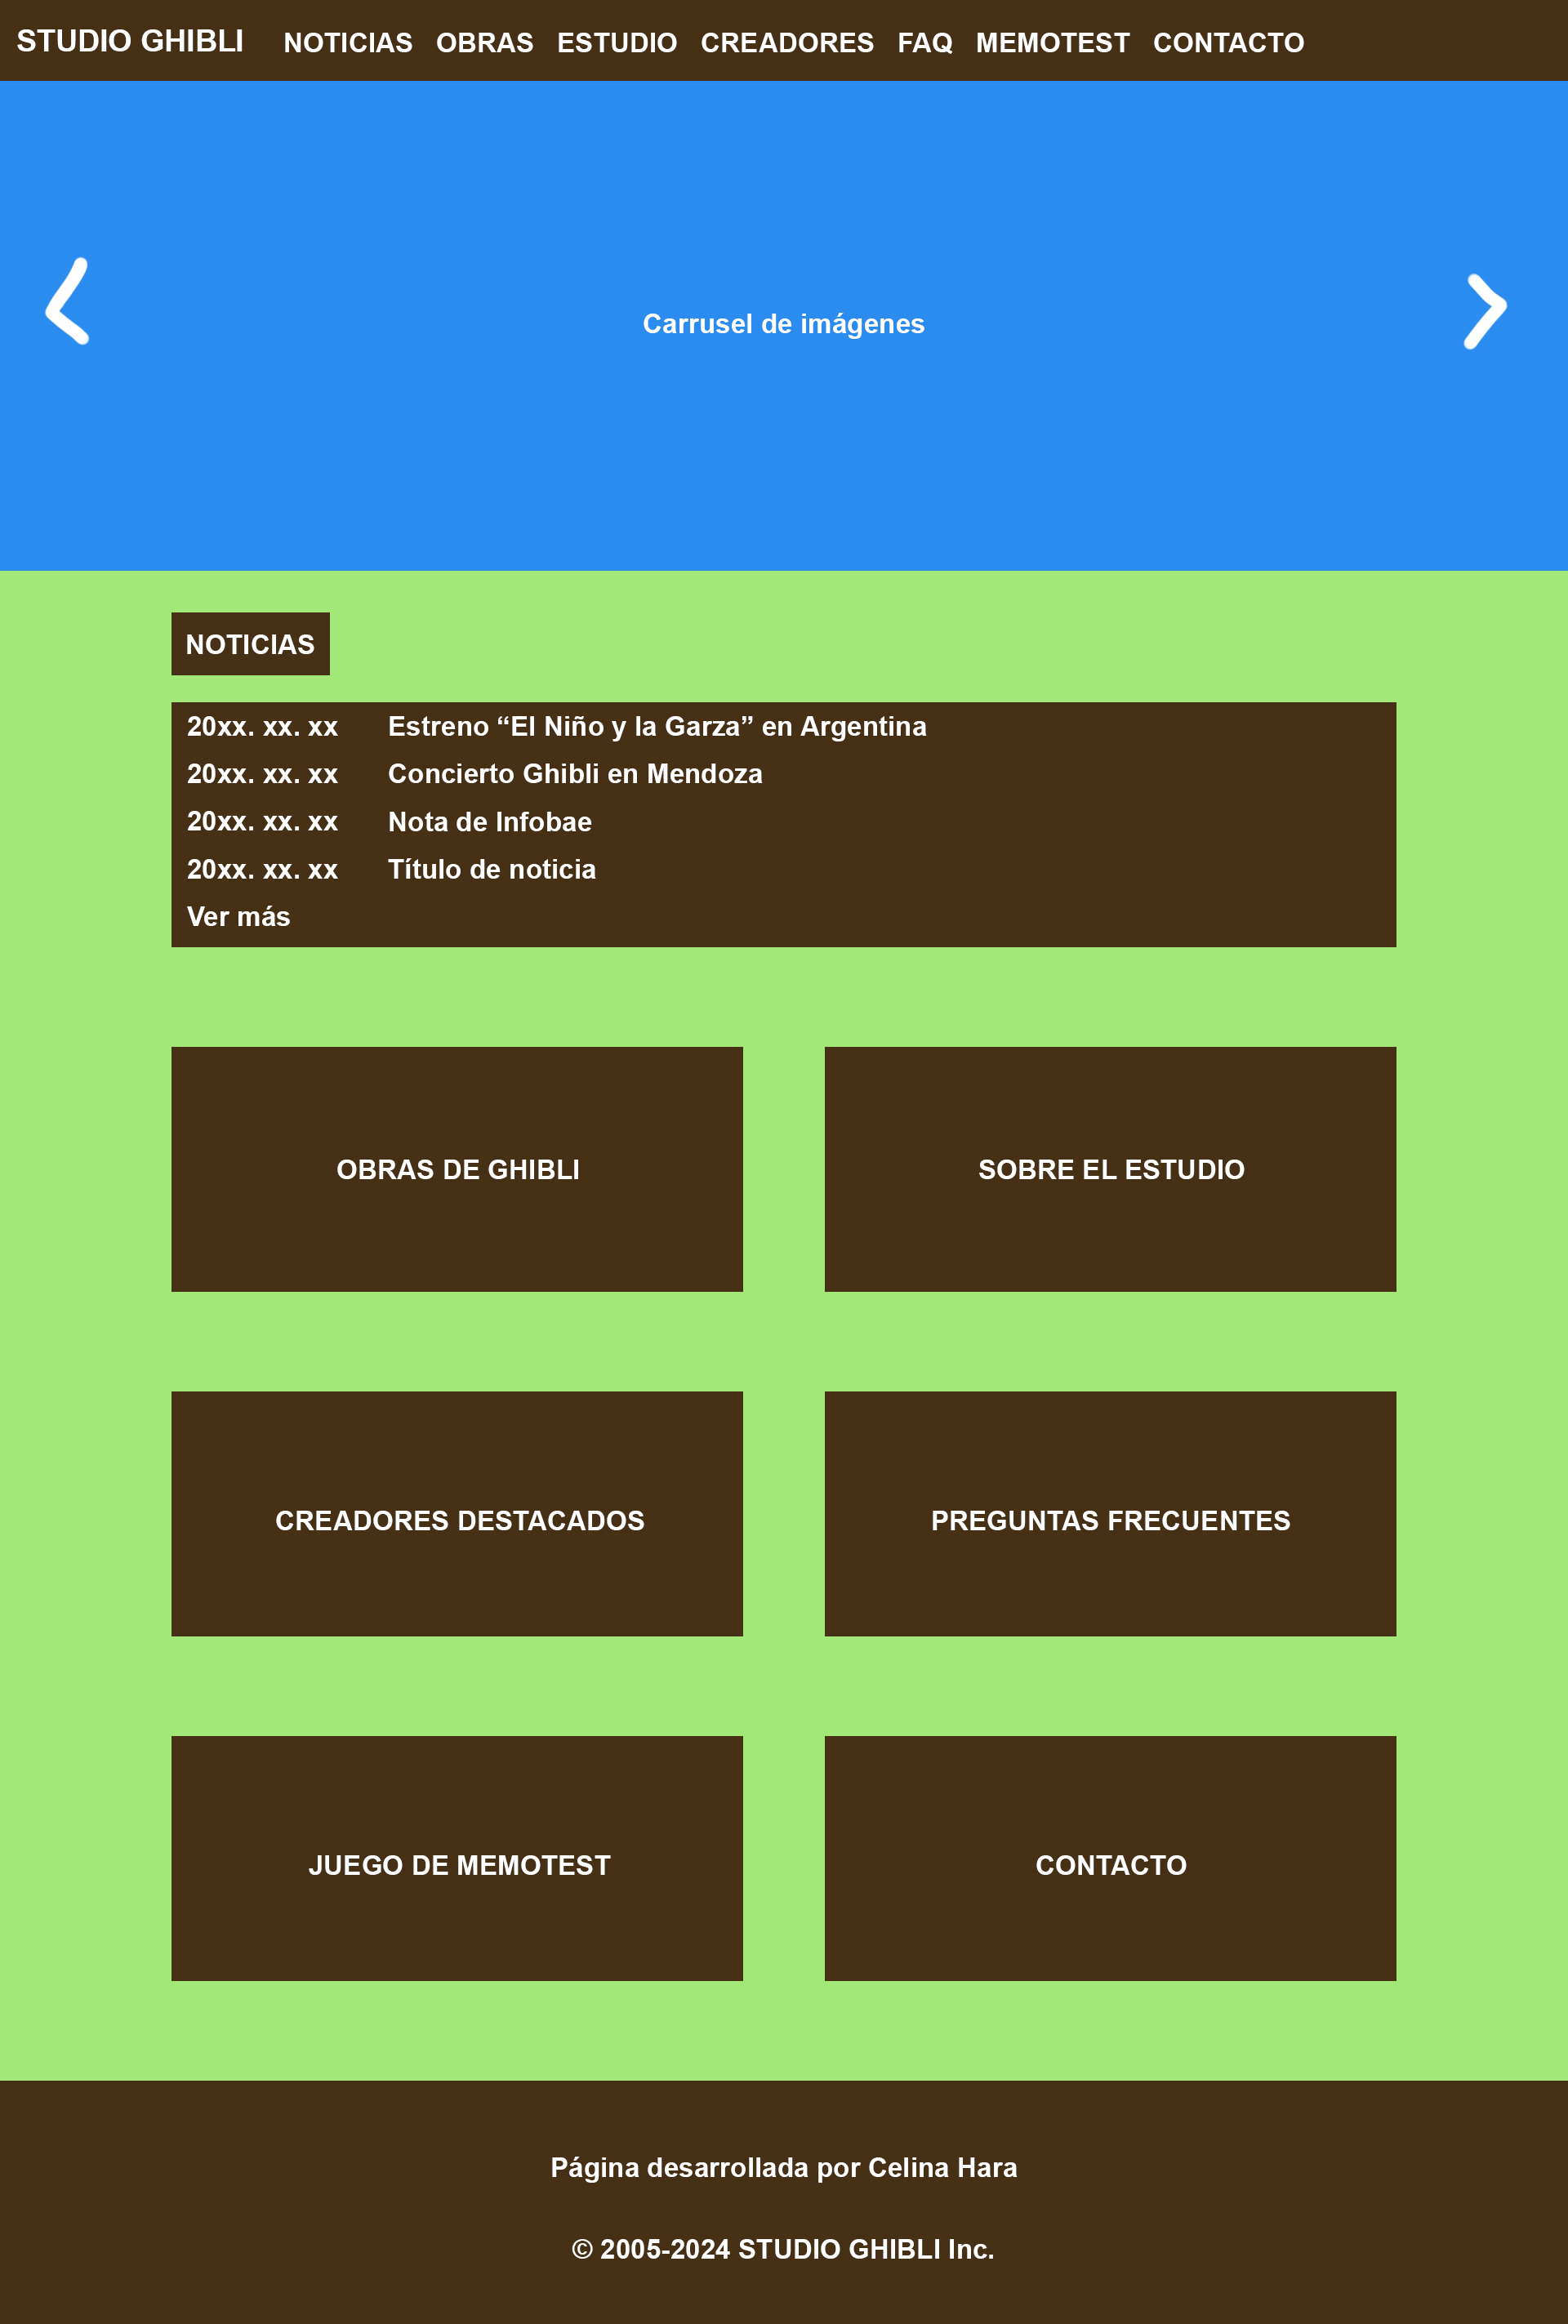 STUDIO GHIBLI NOTICIAS OBRAS ESTUDIO CREADORES FAQ MEMOTEST CONTACTO
Carrusel de imágenes
NOTICIAS
20xx. xx. xx Estreno “El Niño y la Garza” en Argentina
20xx. xx. xx Concierto Ghibli en Mendoza
20xx. xx. xx Nota de Infobae
20xx. xx. xx Título de noticia
Ver más
OBRAS DE GHIBLI
SOBRE EL ESTUDIO
CREADORES DESTACADOS
PREGUNTAS FRECUENTES
JUEGO DE MEMOTEST
CONTACTO
Página desarrollada por Celina Hara
© 2005-2024 STUDIO GHIBLI Inc.